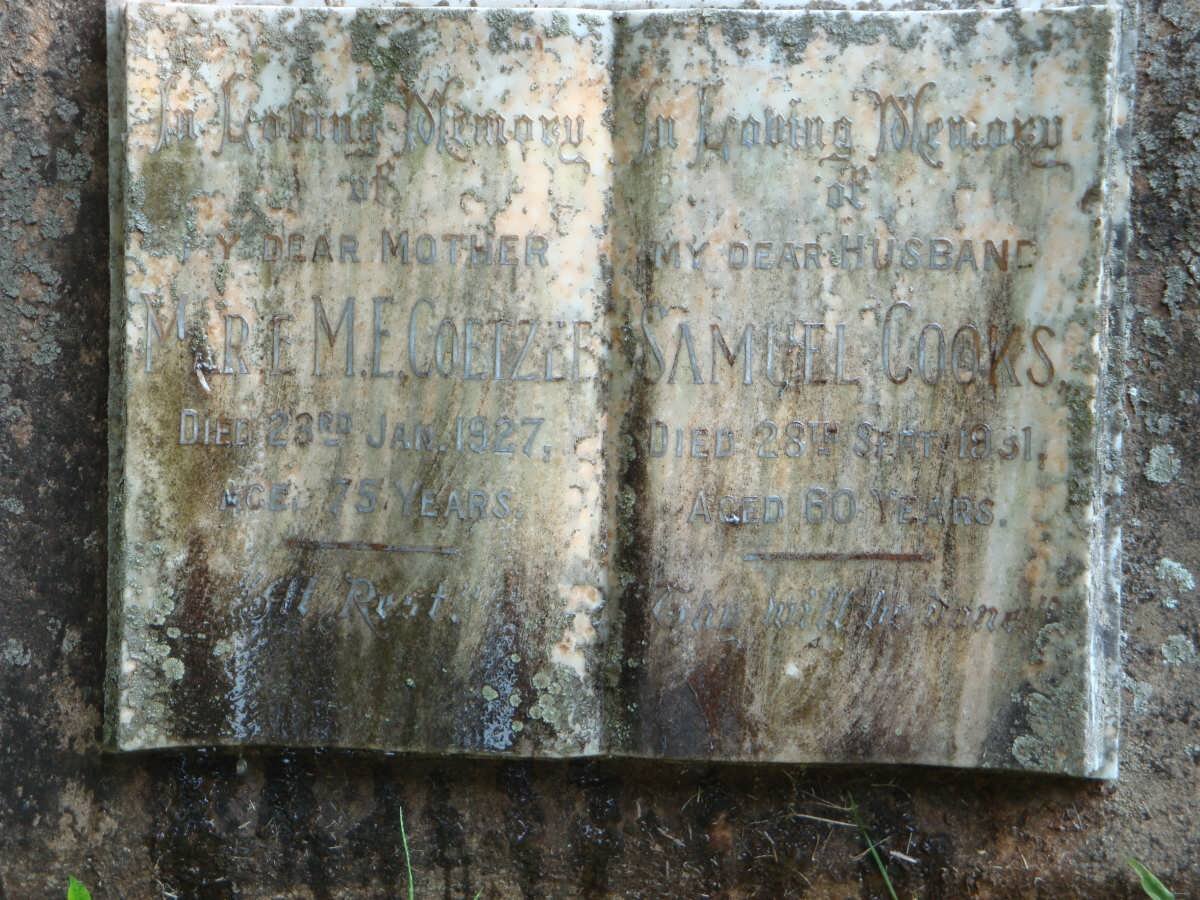 In Loving Memory
of
MY DEAR MOTHER
MARIE M.E. COETZEE
DIED 23RD JAN. 1927,
AGED 75 YEARS.
"At Rest."
In Loving Memory
of
MY DEAR HUSBAND
SAMUEL COOKS.
DIED 28TH SEPT. 1931,
AGED 60 YEARS.
"Thy will be done"